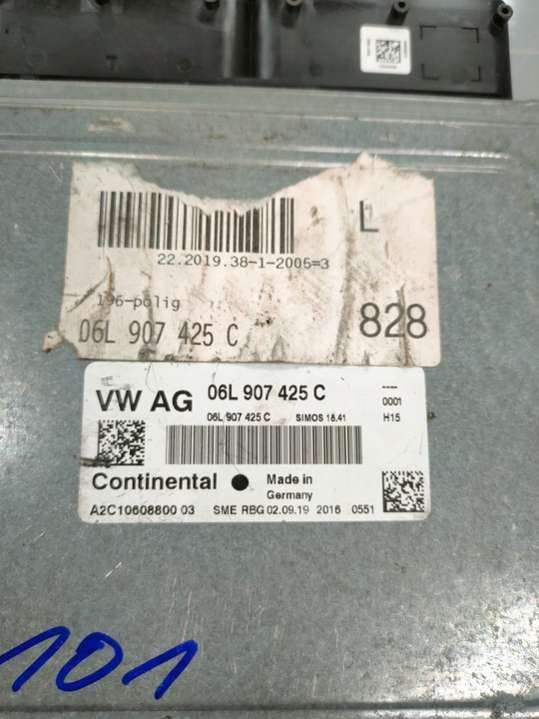 L
22.2019.38-1-2005=3
196-polig
06L 907 425 C
828
VW AG 06L 907 425 C
----
0001
06L 907 425 C SIMOS 18.41 H15
Continental Made in
Germany
A2C10608800 03 SME RBG 02.09.19 2016 0551
101